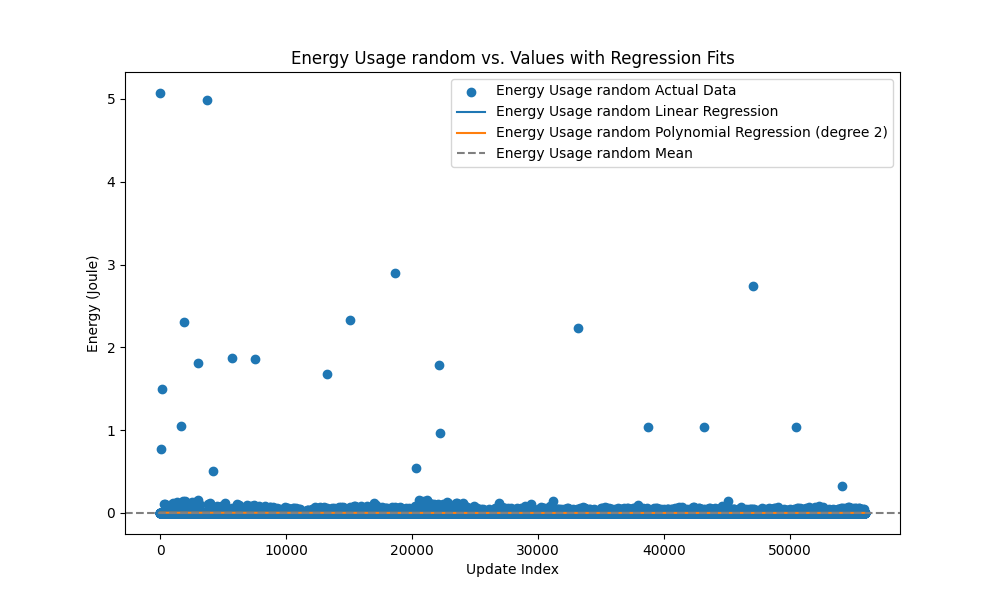 Energy Usage random vs. Values with Regression Fits
Energy Usage random Actual Data
Energy Usage random Linear Regression
Energy Usage random Polynomial Regression (degree 2)
Energy Usage random Mean
Energy (Joule)
5
4
3
2
1
0
0 10000 20000 30000 40000 50000
Update Index